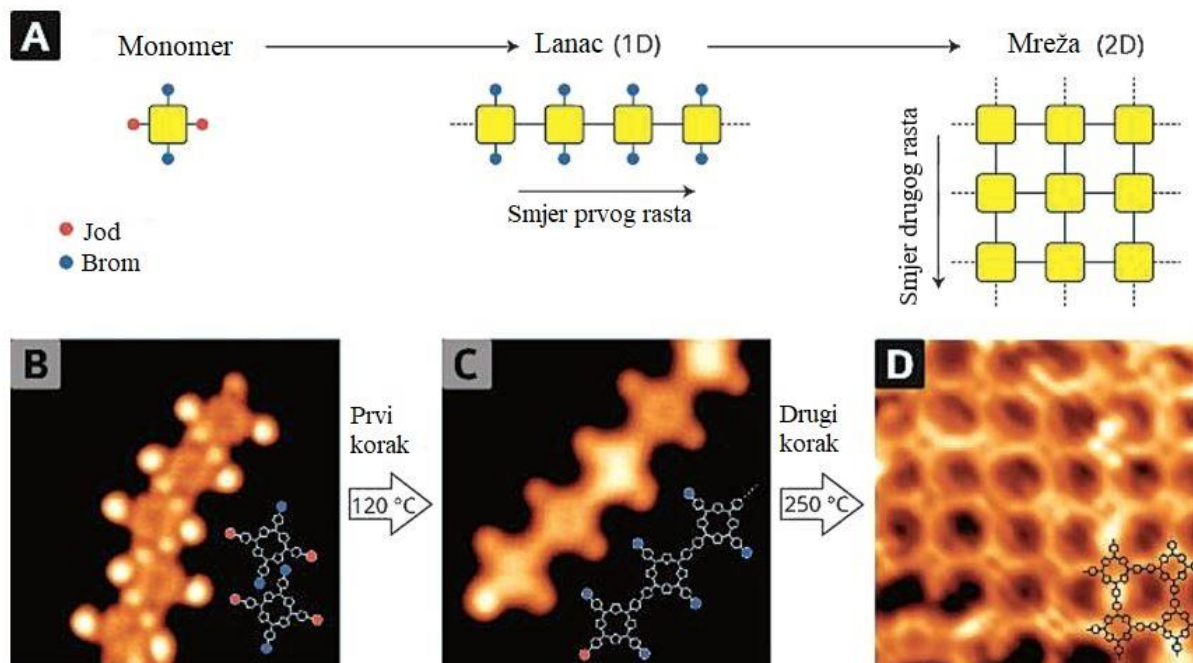 A
Monomer
Lanac (1D)
Mreža (2D)
Smjer prvog rasta
Smjer drugog rasta
Jod
Brom
B
Prvi
korak
120 °C
C
Drugi
korak
250 °C
D